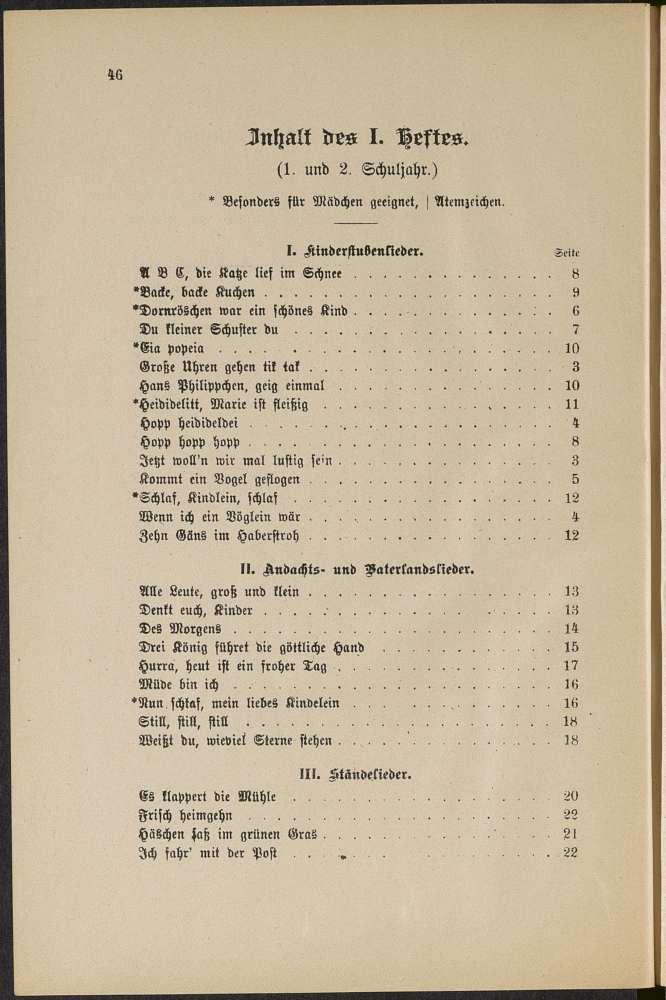 46
Inhalt des I. Heftes.
(1. und 2. Schuljahr.)
* Besonders für Mädchen geeignet, | Atemzeichen.
I. Kinderstubenlieder. Seite
A B C, die Katze lief im Schnee . . . . . . . . . . . . . 8
*Backe, backe Kuchen . . . . . . . . . . . . . . . . . 9
*Dornröschen war ein schönes Kind . . . . . . . . . . . . 6
Du kleiner Schuster du . . . . . . . . . . . . . . . . 7
*Eia popeia . . . . . . . . . . . . . . . . . . . . 10
Große Uhren gehen tik tak . . . . . . . . . . . . . . . 3
Hans Philippchen, geig einmal . . . . . . . . . . . . . 10
*Heididelitt, Marie ist fleißig . . . . . . . . . . . . . . 11
Hopp heidideldei . . . . . . . . . . . . . . . . . . 4
Hopp hopp hopp . . . . . . . . . . . . . . . . . . 8
Jetzt woll'n wir mal lustig sein . . . . . . . . . . . . . 3
Kommt ein Vogel geflogen . . . . . . . . . . . . . . . 5
*Schlaf, Kindlein, schlaf . . . . . . . . . . . . . . . 12
Wenn ich ein Vöglein wär . . . . . . . . . . . . . . . 4
Zehn Gäns im Haberstroh . . . . . . . . . . . . . . . 12
II. Andachts- und Vaterlandslieder.
Alle Leute, groß und klein . . . . . . . . . . . . . . . 13
Denkt euch, Kinder . . . . . . . . . . . . . . . . . 13
Des Morgens . . . . . . . . . . . . . . . . . . . 14
Drei König führet die göttliche Hand . . . . . . . . . . . 15
Hurra, heut ist ein froher Tag . . . . . . . . . . . . . . 17
Müde bin ich . . . . . . . . . . . . . . . . . . . 16
*Nun schlaf, mein liebes Kindelein . . . . . . . . . . . . 16
Still, still, still . . . . . . . . . . . . . . . . . . . 18
Weißt du, wieviel Sterne stehen . . . . . . . . . . . . . 18
III. Ständelieder.
Es klappert die Mühle . . . . . . . . . . . . . . . . 20
Frisch heimgehn . . . . . . . . . . . . . . . . . . 22
Häschen saß im grünen Gras . . . . . . . . . . . . . . 21
Ich fahr' mit der Post . . . . . . . . . . . . . . . . 22